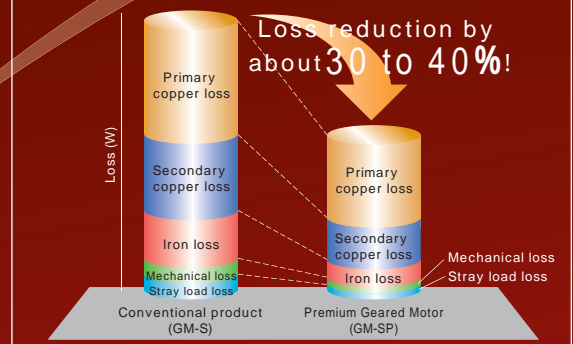 Loss reduction by
about 30 to 40%!
Loss (W)
Primary
copper loss
Secondary
copper loss
Iron loss
Mechanical loss
Stray load loss
Conventional product
(GM-S)
Primary
copper loss
Secondary
copper loss
Iron loss
Mechanical loss
Stray load loss
Premium Geared Motor
(GM-SP)